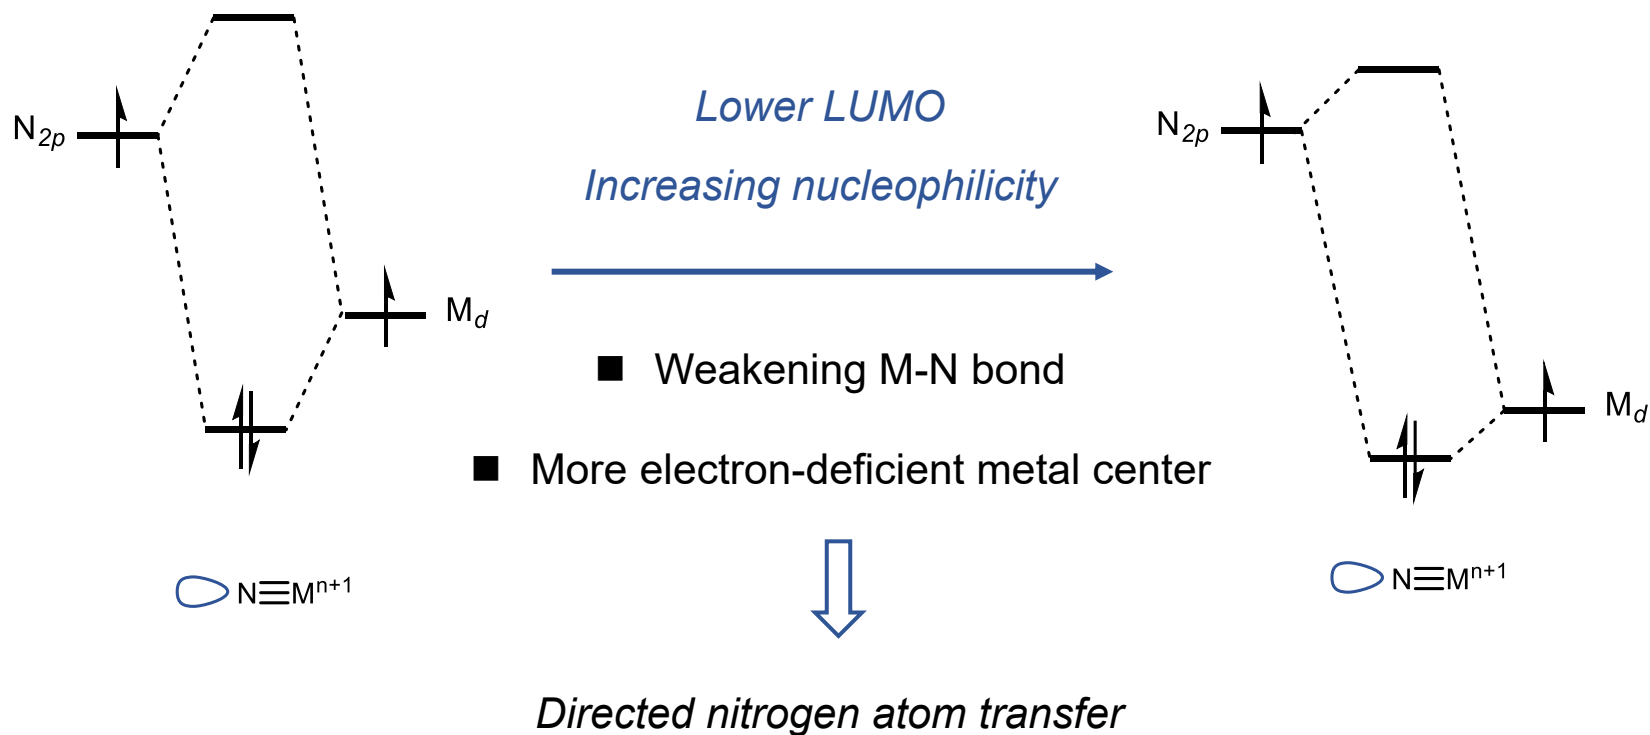 N2p
Md
N≡Mn+1
Lower LUMO
Increasing nucleophilicity
Weakening M-N bond
More electron-deficient metal center
Directed nitrogen atom transfer
N2p
Md
N≡Mn+1